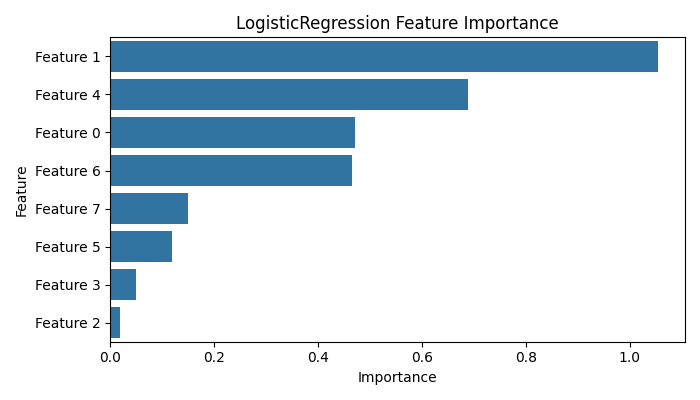 LogisticRegression Feature Importance
Feature 1
Feature 4
Feature 0
Feature 6
Feature 7
Feature 5
Feature 3
Feature 2
Feature
0.0 0.2 0.4 0.6 0.8 1.0
Importance